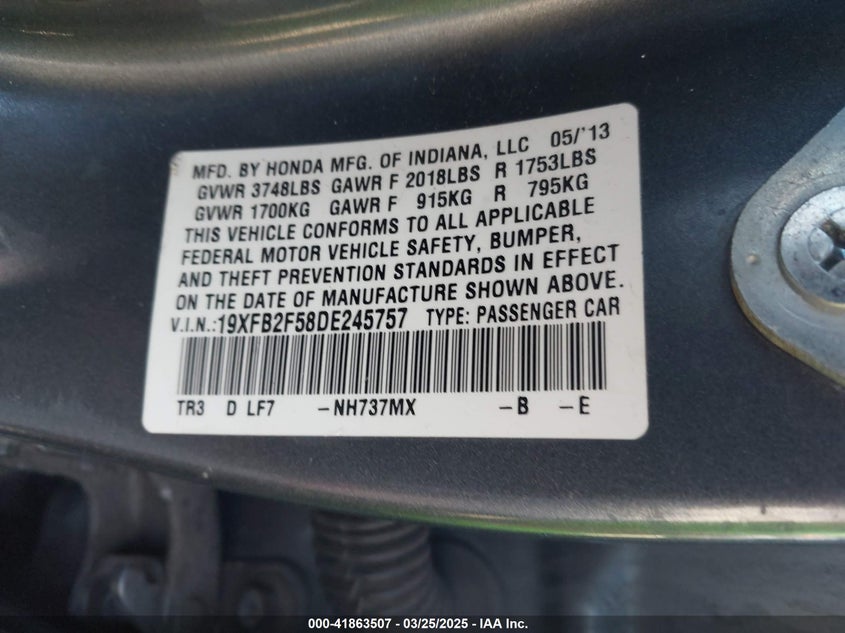 MFD. BY HONDA MFG. OF INDIANA, LLC 05/'13
GVWR 3748LBS GAWR F 2018LBS R 1753LBS
GVWR 1700KG GAWR F 915KG R 795KG
THIS VEHICLE CONFORMS TO ALL APPLICABLE
FEDERAL MOTOR VEHICLE SAFETY, BUMPER,
AND THEFT PREVENTION STANDARDS IN EFFECT
ON THE DATE OF MANUFACTURE SHOWN ABOVE.
V.I.N.:19XFB2F58DE245757 TYPE: PASSENGER CAR
TR3 D LF7 -NH737MX -B -E
000-41863507 - 03/25/2025 - IAA Inc.